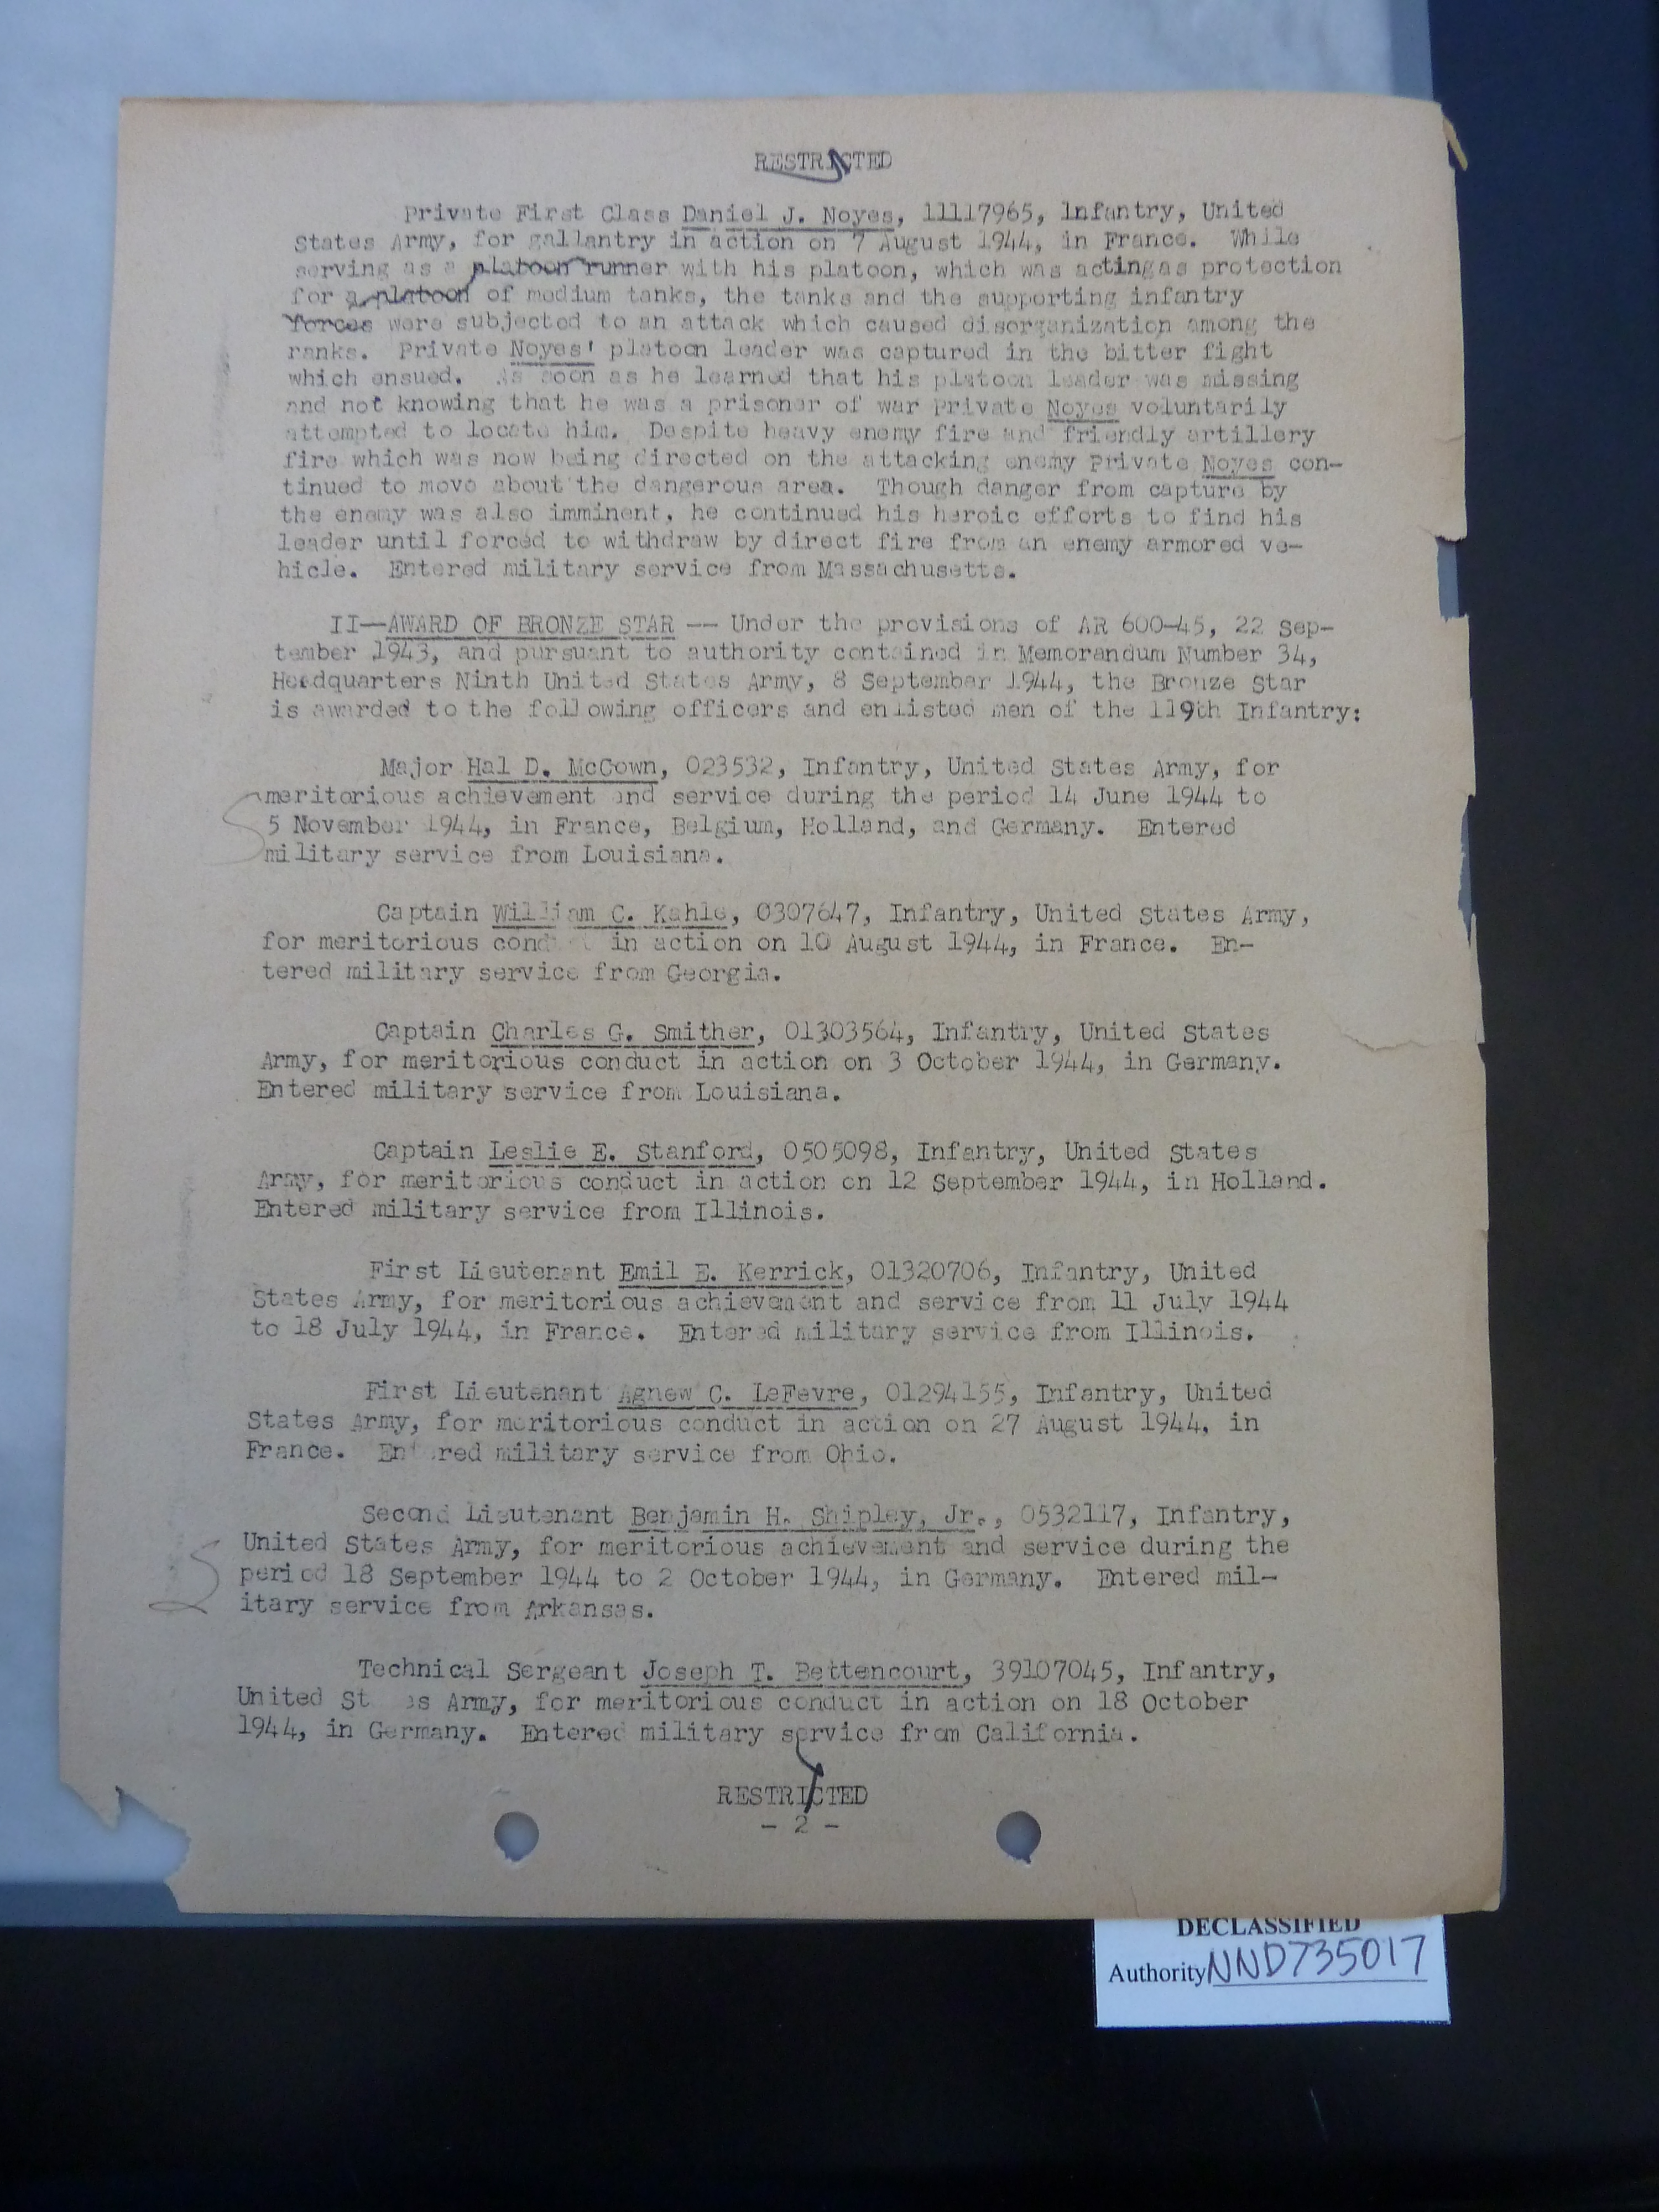 RESTRICTED
Private First Class Daniel J. Noyes, 11117965, Infantry, United
States Army, for gallantry in action on 7 August 1944, in France. While
serving as a platoon runner with his platoon, which was actingas protection
for a platoon of medium tanks, the tanks and the supporting infantry
forces were subjected to an attack which caused disorganization among the
ranks. Private Noyes' platoon leader was captured in the bitter fight
which ensued. As soon as he learned that his platoon leader was missing
and not knowing that he was a prisoner of war Private Noyes voluntarily
attempted to locate him. Despite heavy enemy fire and friendly artillery
fire which was now being directed on the attacking enemy Private Noyes con-
tinued to move about the dangerous area. Though danger from capture by
the enemy was also imminent, he continued his heroic efforts to find his
leader until forced to withdraw by direct fire from an enemy armored ve-
hicle. Entered military service from Massachusetts.
II—AWARD OF BRONZE STAR -- Under the provisions of AR 600-45, 22 Sep-
tember 1943, and pursuant to authority contained in Memorandum Number 34,
Headquarters Ninth United States Army, 8 September 1944, the Bronze Star
is awarded to the following officers and enlisted men of the 119th Infantry:
Major Hal D. McCown, 023532, Infantry, United States Army, for
meritorious achievement and service during the period 14 June 1944 to
5 November 1944, in France, Belgium, Holland, and Germany. Entered
military service from Louisiana.
Captain William C. Kahle, 0307647, Infantry, United States Army,
for meritorious conduct in action on 10 August 1944, in France. En-
tered military service from Georgia.
Captain Charles G. Smither, 01303564, Infantry, United States
Army, for meritorious conduct in action on 3 October 1944, in Germany.
Entered military service from Louisiana.
Captain Leslie E. Stanford, 0505098, Infantry, United States
Army, for meritorious conduct in action on 12 September 1944, in Holland.
Entered military service from Illinois.
First Lieutenant Emil E. Kerrick, 01320706, Infantry, United
States Army, for meritorious achievement and service from 11 July 1944
to 18 July 1944, in France. Entered military service from Illinois.
First Lieutenant Agnew C. LeFevre, 01294155, Infantry, United
States Army, for meritorious conduct in action on 27 August 1944, in
France. Entered military service from Ohio.
Second Lieutenant Benjamin H. Shipley, Jr., 0532117, Infantry,
United States Army, for meritorious achievement and service during the
period 18 September 1944 to 2 October 1944, in Germany. Entered mil-
itary service from Arkansas.
Technical Sergeant Joseph T. Bettencourt, 39107045, Infantry,
United States Army, for meritorious conduct in action on 18 October
1944, in Germany. Entered military service from California.
RESTRICTED
- 2 -
DECLASSIFIED
Authority NND735017